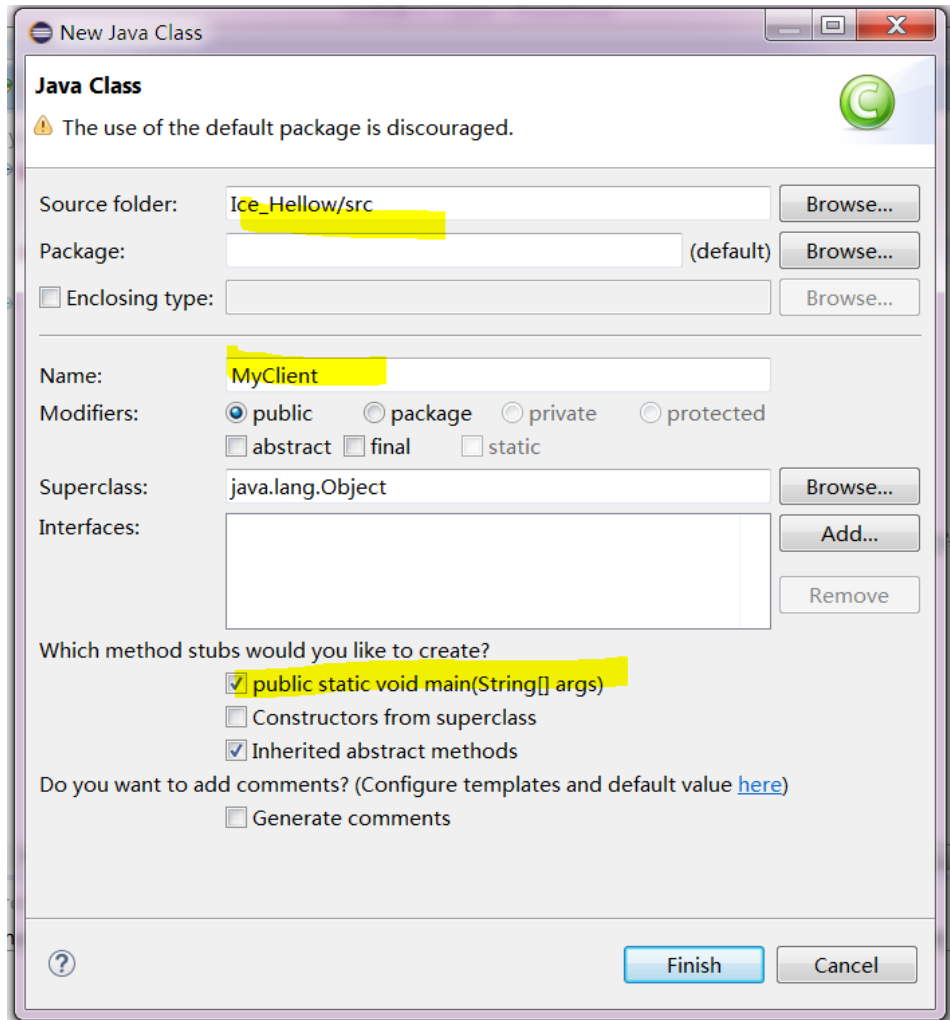 New Java Class
Java Class
The use of the default package is discouraged.
Source folder: Ice_Hellow/src Browse...
Package: (default) Browse...
Enclosing type: Browse...
Name: MyClient
Modifiers: public package private protected
abstract final static
Superclass: java.lang.Object Browse...
Interfaces: Add...
Remove
Which method stubs would you like to create?
public static void main(String[] args)
Constructors from superclass
Inherited abstract methods
Do you want to add comments? (Configure templates and default value here)
Generate comments
? Finish Cancel